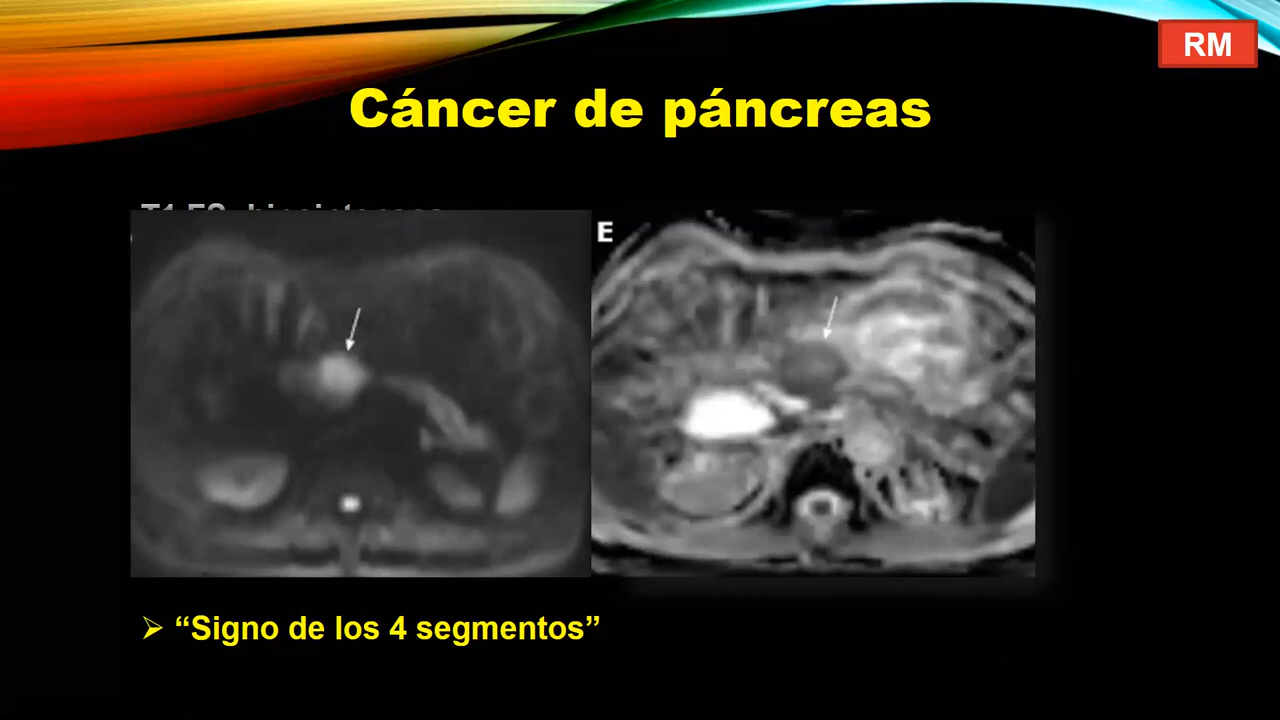 RM
Cáncer de páncreas
E
➢ “Signo de los 4 segmentos”